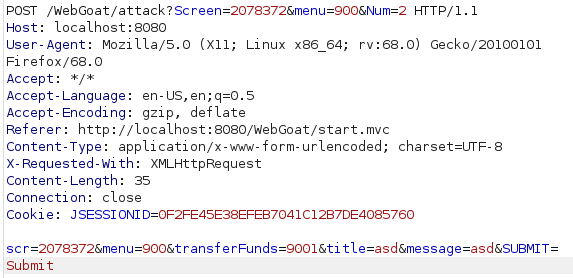 POST /WebGoat/attack?Screen=2078372&menu=900&Num=2 HTTP/1.1
Host: localhost:8080
User-Agent: Mozilla/5.0 (X11; Linux x86_64; rv:68.0) Gecko/20100101
Firefox/68.0
Accept: */*
Accept-Language: en-US,en;q=0.5
Accept-Encoding: gzip, deflate
Referer: http://localhost:8080/WebGoat/start.mvc
Content-Type: application/x-www-form-urlencoded; charset=UTF-8
X-Requested-With: XMLHttpRequest
Content-Length: 35
Connection: close
Cookie: JSESSIONID=0F2FE45E38EFEB7041C12B7DE4085760
scr=2078372&menu=900&transferFunds=9001&title=asd&message=asd&SUBMIT=
Submit